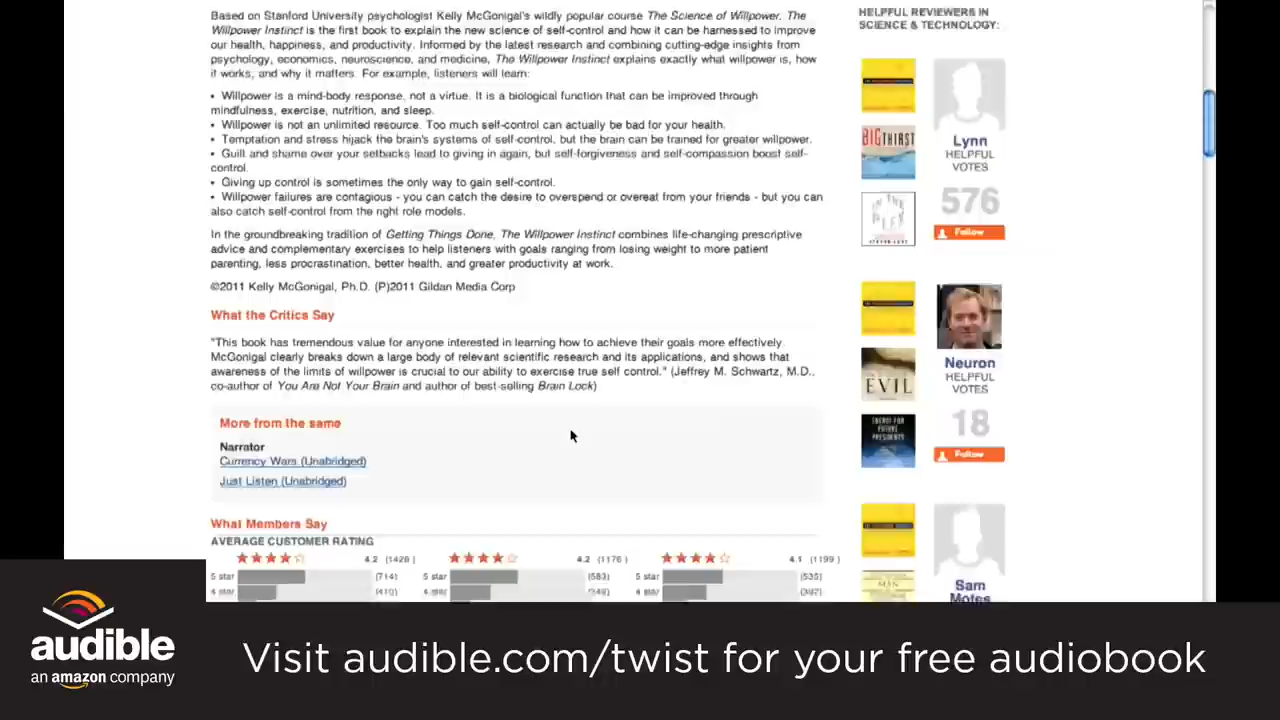 Based on Stanford University psychologist Kelly McGonigal's wildly popular course The Science of Willpower, The
Willpower Instinct is the first book to explain the new science of self-control and how it can be harnessed to improve
our health, happiness, and productivity. Informed by the latest research and combining cutting-edge insights from
psychology, economics, neuroscience, and medicine, The Willpower Instinct explains exactly what willpower is, how
it works, and why it matters. For example, listeners will learn:
• Willpower is a mind-body response, not a virtue. It is a biological function that can be improved through
mindfulness, exercise, nutrition, and sleep.
• Willpower is not an unlimited resource. Too much self-control can actually be bad for your health.
• Temptation and stress hijack the brain's systems of self-control, but the brain can be trained for greater willpower.
• Guilt and shame over your setbacks lead to giving in again, but self-forgiveness and self-compassion boost self-
control.
• Giving up control is sometimes the only way to gain self-control.
• Willpower failures are contagious - you can catch the desire to overspend or overeat from your friends - but you can
also catch self-control from the right role models.
In the groundbreaking tradition of Getting Things Done, The Willpower Instinct combines life-changing prescriptive
advice and complementary exercises to help listeners with goals ranging from losing weight to more patient
parenting, less procrastination, better health, and greater productivity at work.
©2011 Kelly McGonigal, Ph.D. (P)2011 Gildan Media Corp
What the Critics Say
"This book has tremendous value for anyone interested in learning how to achieve their goals more effectively.
McGonigal clearly breaks down a large body of relevant scientific research and its applications, and shows that
awareness of the limits of willpower is crucial to our ability to exercise true self control." (Jeffrey M. Schwartz, M.D.,
co-author of You Are Not Your Brain and author of best-selling Brain Lock)
More from the same
Narrator
Currency Wars (Unabridged)
Just Listen (Unabridged)
What Members Say
AVERAGE CUSTOMER RATING
4.2 (1428 ) 4.2 (1176 ) 4.1 (1199 )
5 star (714) 5 star (583) 5 star (535)
4 star (410) 4 star 4 star
HELPFUL REVIEWERS IN
SCIENCE & TECHNOLOGY:
BIG THIRST
Lynn
HELPFUL
VOTES
576
Follow
Neuron
HELPFUL
VOTES
18
Follow
EVIL
ENERGY FOR
FUTURE
PRESIDENTS
Sam
Motes
audible
an amazon company
Visit audible.com/twist for your free audiobook